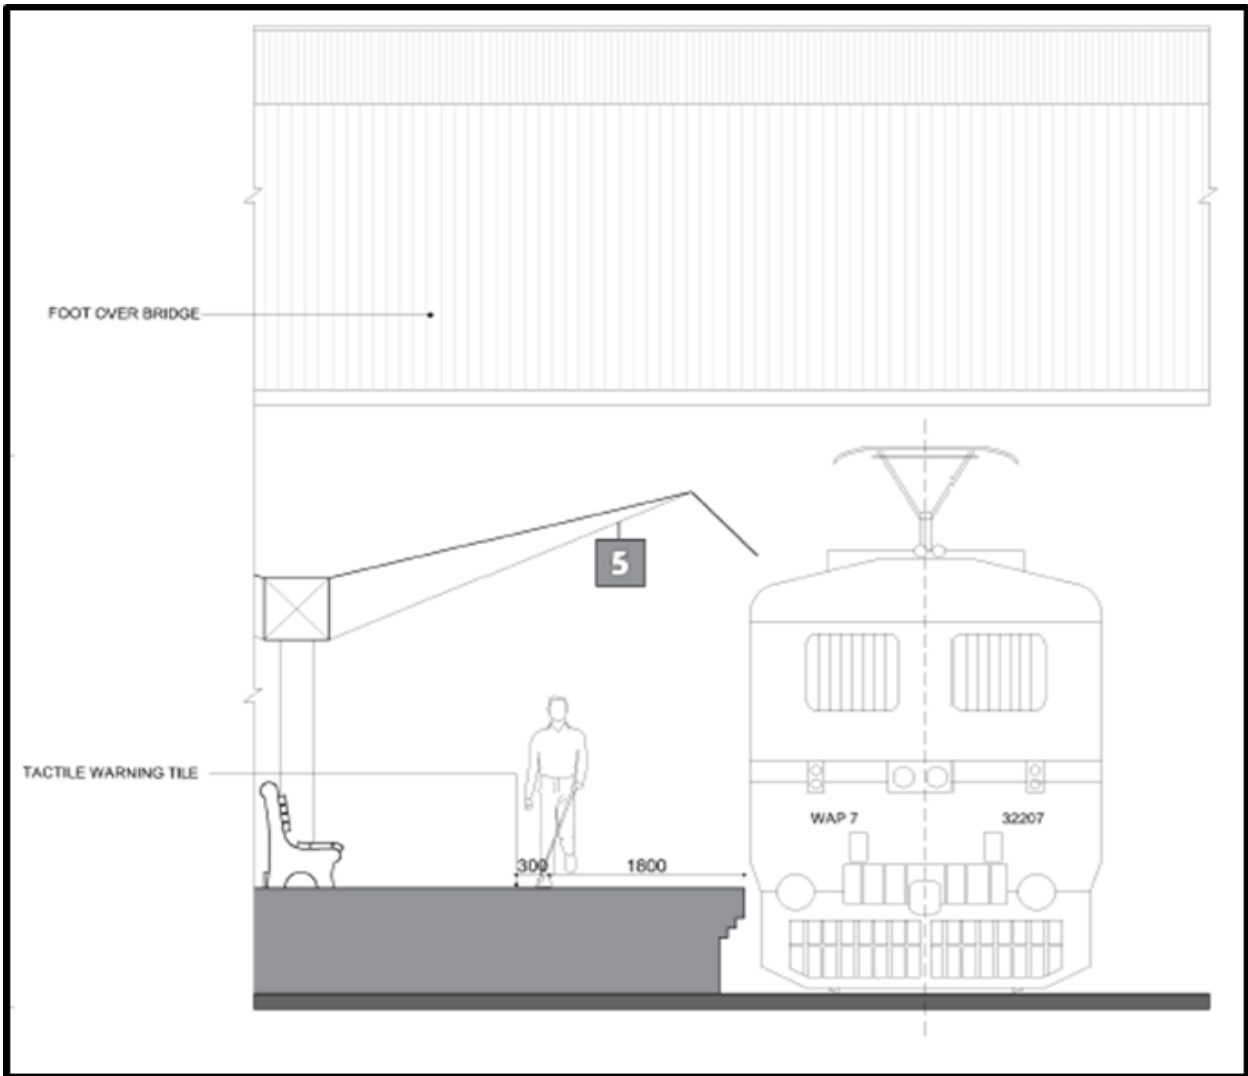 FOOT OVER BRIDGE
5
TACTILE WARNING TILE
WAP 7 32207
300 1800